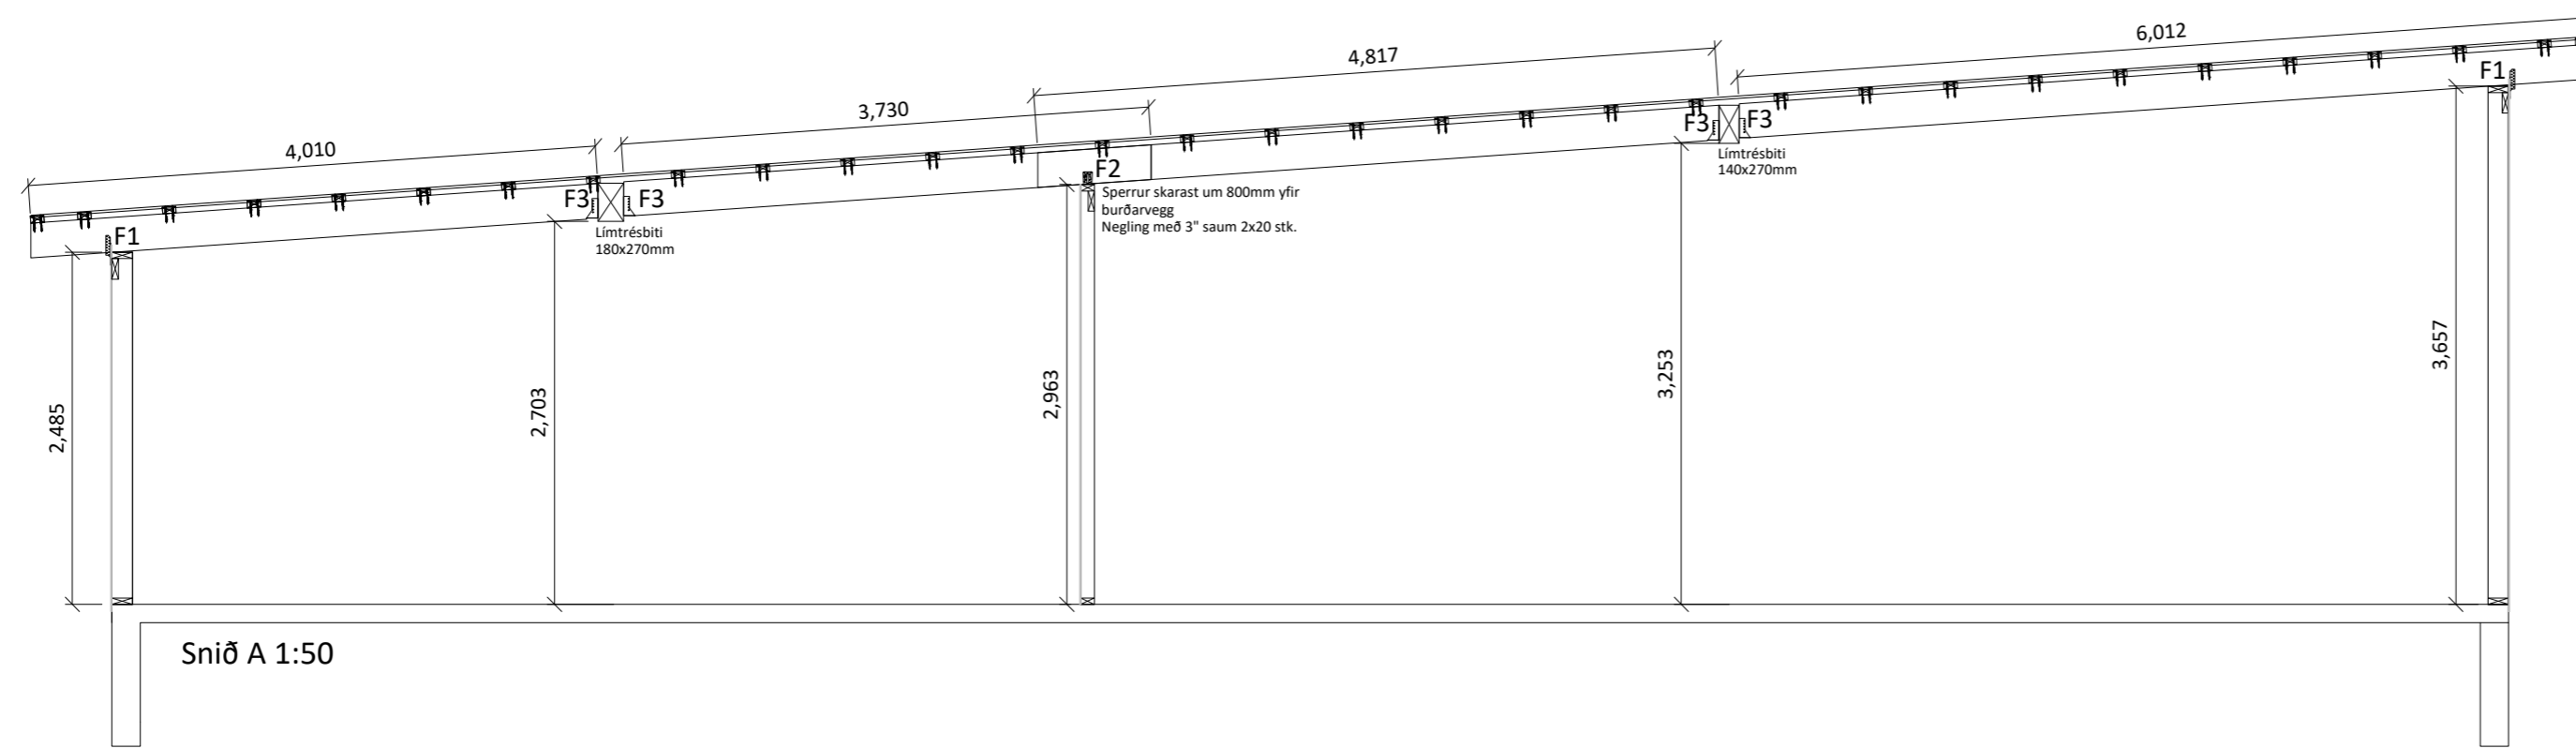 6,012
4,817
3,730
4,010
F1
F3
F3
Límtrésbiti
140x270mm
F2
Sperrur skarast um 800mm yfir
burðarvegg
Negling með 3" saum 2x20 stk.
F3
F3
Límtrésbiti
180x270mm
F1
2,485
2,703
2,963
3,253
3,657
Snið A 1:50